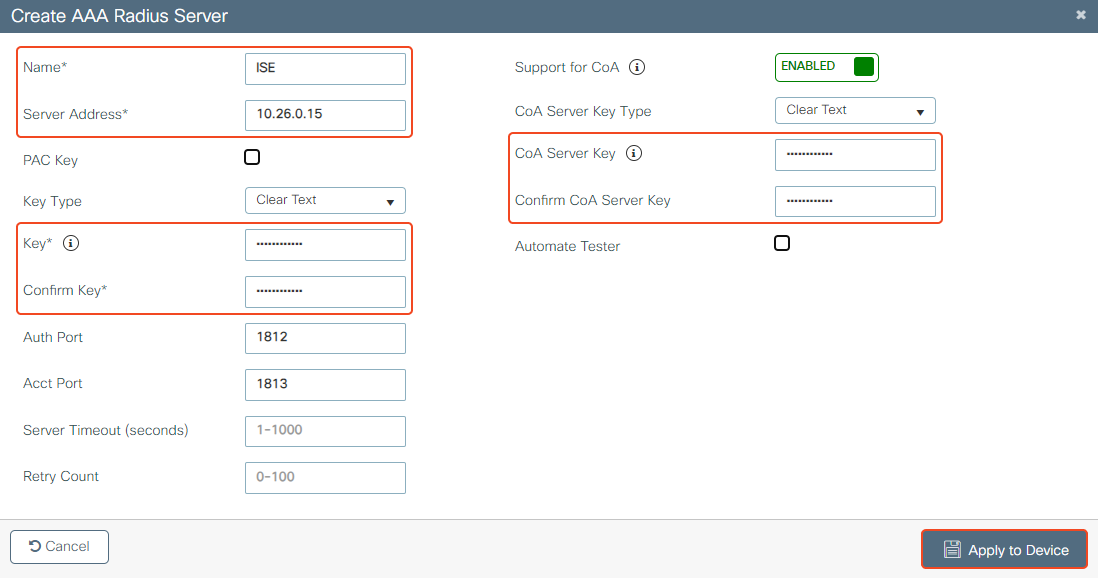 Create AAA Radius Server
Name* ISE
Server Address* 10.26.0.15
PAC Key
Key Type Clear Text
Key* ••••••••••••
Confirm Key* ••••••••••••
Auth Port 1812
Acct Port 1813
Server Timeout (seconds) 1-1000
Retry Count 0-100
Support for CoA ENABLED
CoA Server Key Type Clear Text
CoA Server Key ••••••••••••
Confirm CoA Server Key ••••••••••••
Automate Tester
Cancel
Apply to Device